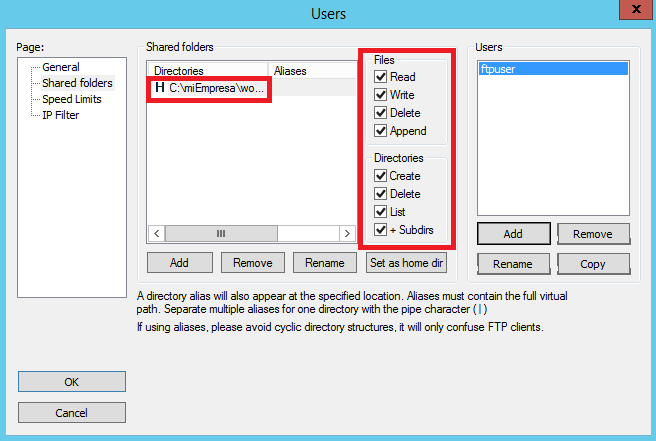 Users
x
Page:
General
Shared folders
Speed Limits
IP Filter
Shared folders
Directories Aliases
H C:\miEmpresa\wo...
Files
Read
Write
Delete
Append
Directories
Create
Delete
List
+ Subdirs
Add Remove Rename Set as home dir
Users
ftpuser
Add Remove
Rename Copy
A directory alias will also appear at the specified location. Aliases must contain the full virtual
path. Separate multiple aliases for one directory with the pipe character ( | )
If using aliases, please avoid cyclic directory structures, it will only confuse FTP clients.
OK
Cancel